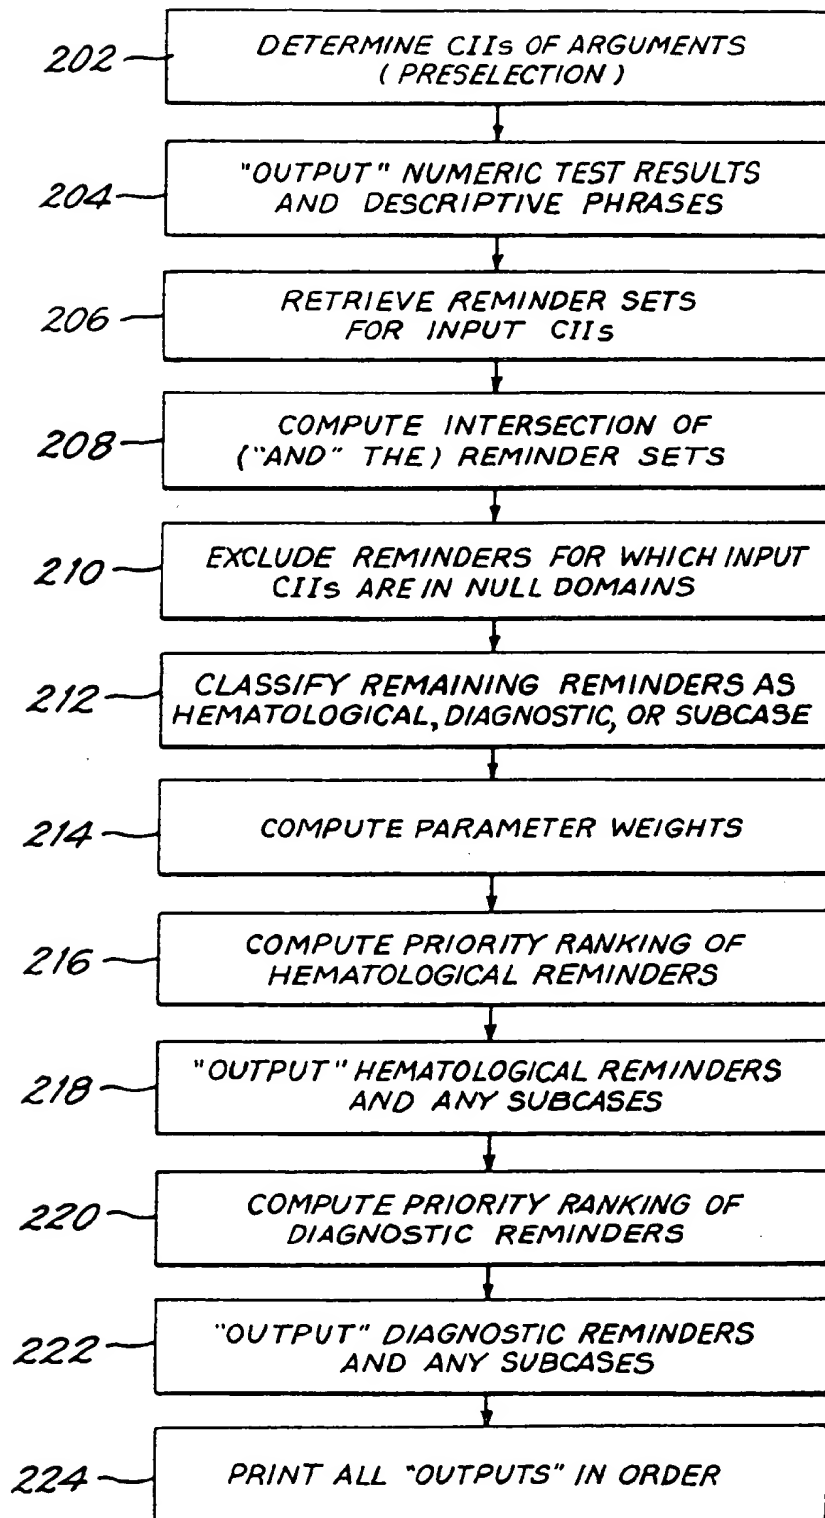 202
DETERMINE CIIs OF ARGUMENTS
(PRESELECTION)
204
"OUTPUT" NUMERIC TEST RESULTS
AND DESCRIPTIVE PHRASES
206
RETRIEVE REMINDER SETS
FOR INPUT CIIs
208
COMPUTE INTERSECTION OF
("AND" THE) REMINDER SETS
210
EXCLUDE REMINDERS FOR WHICH INPUT
CIIs ARE IN NULL DOMAINS
212
CLASSIFY REMAINING REMINDERS AS
HEMATOLOGICAL, DIAGNOSTIC, OR SUBCASE
214
COMPUTE PARAMETER WEIGHTS
216
COMPUTE PRIORITY RANKING OF
HEMATOLOGICAL REMINDERS
218
"OUTPUT" HEMATOLOGICAL REMINDERS
AND ANY SUBCASES
220
COMPUTE PRIORITY RANKING OF
DIAGNOSTIC REMINDERS
222
"OUTPUT" DIAGNOSTIC REMINDERS
AND ANY SUBCASES
224
PRINT ALL "OUTPUTS" IN ORDER